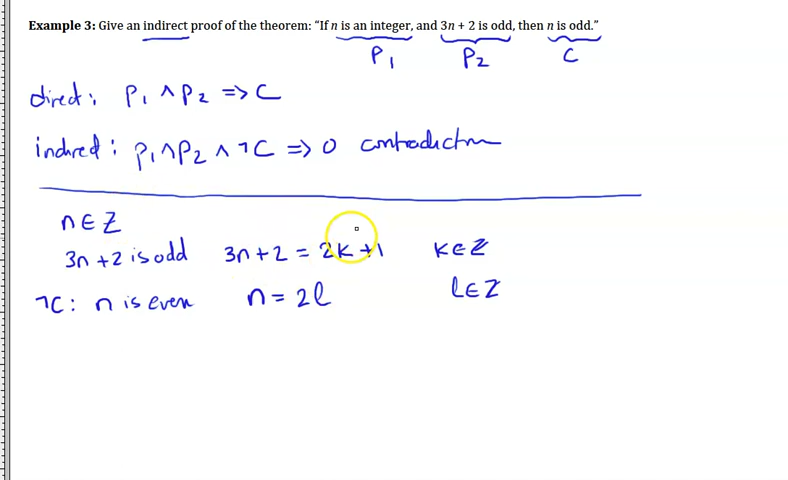 Example 3: Give an indirect proof of the theorem: “If n is an integer, and 3n + 2 is odd, then n is odd.”
P₁ P₂ C
direct: P₁ ∧ P₂ => C
indirect: P₁ ∧ P₂ ∧ ¬C => 0 contradiction
n ∈ Z
3n + 2 is odd 3n + 2 = 2k + 1 k ∈ Z
¬C: n is even n = 2l l ∈ Z